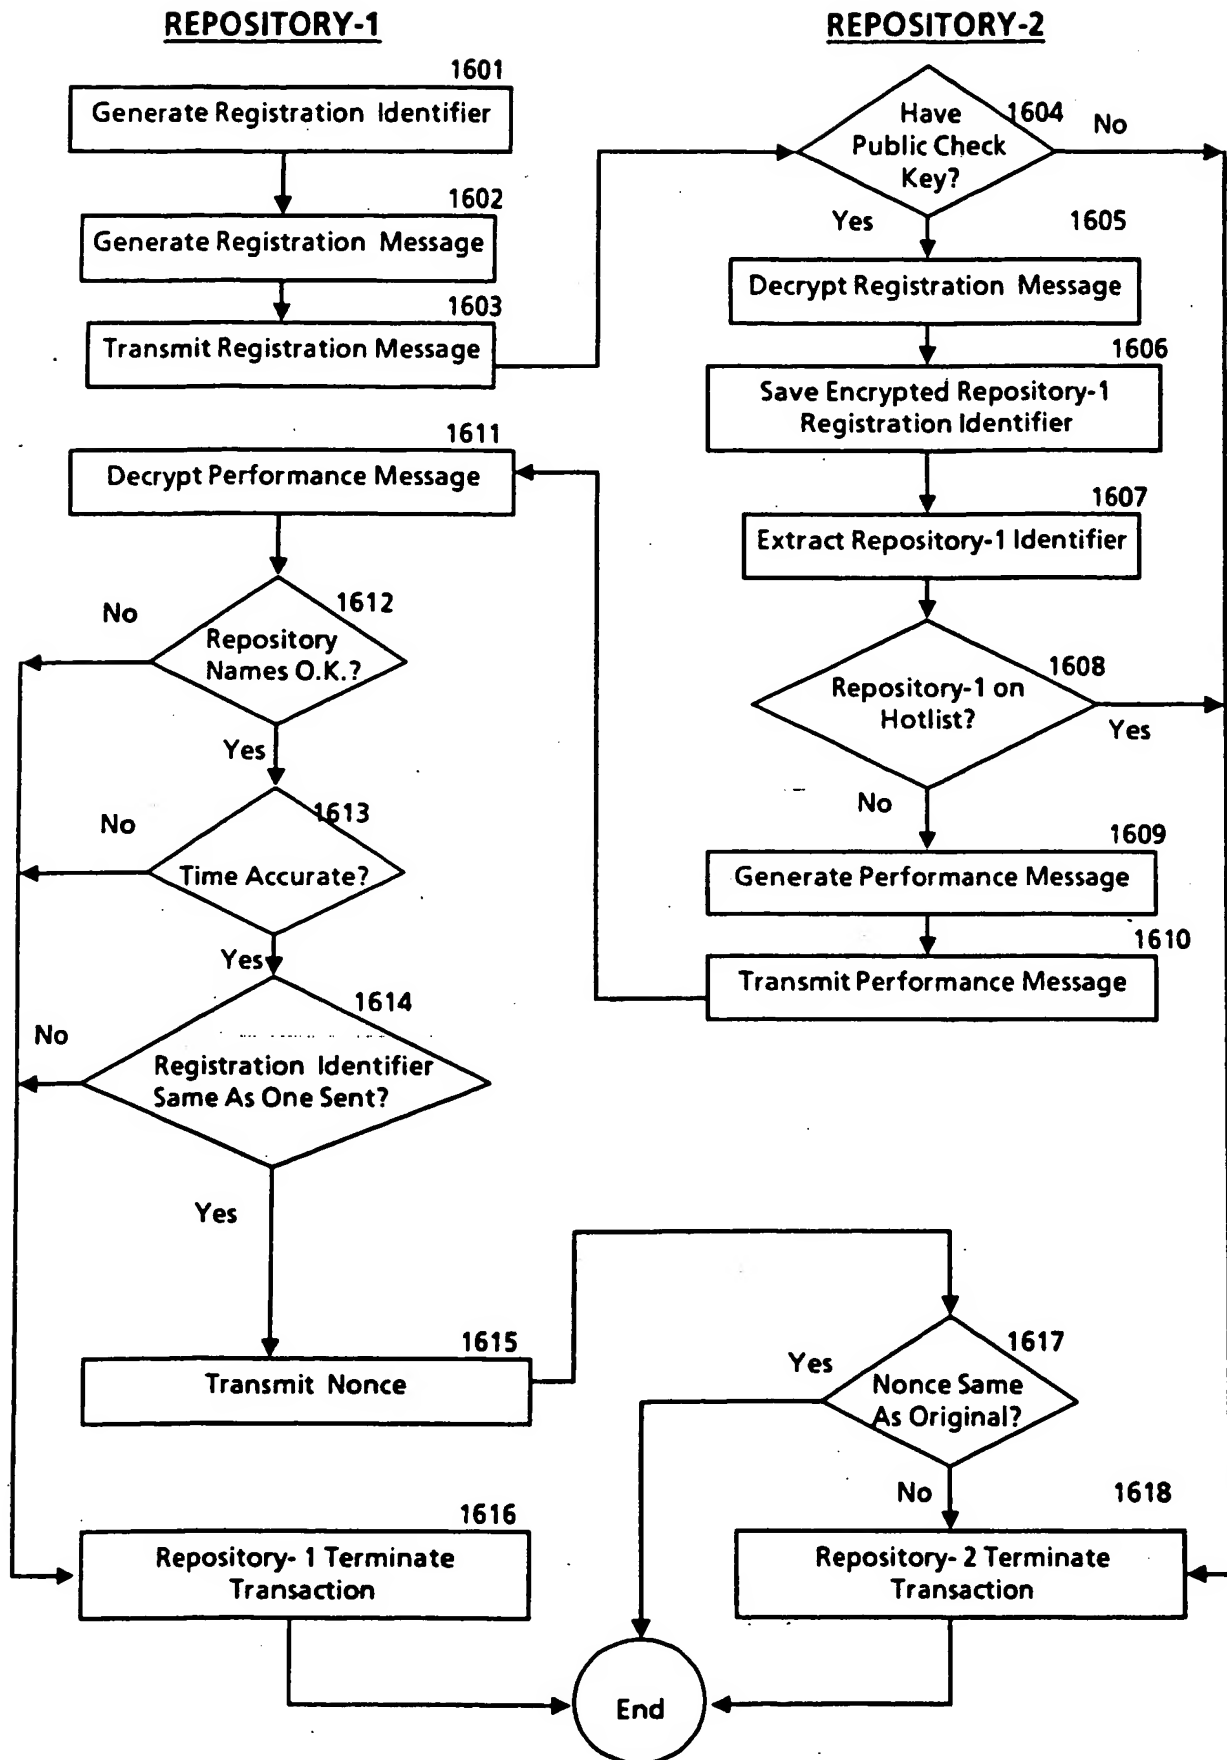 REPOSITORY-1
1601
Generate Registration Identifier
1602
Generate Registration Message
1603
Transmit Registration Message
REPOSITORY-2
1604
Have
Public Check
Key?
No
Yes
1605
Decrypt Registration Message
1606
Save Encrypted Repository-1
Registration Identifier
1607
Extract Repository-1 Identifier
1608
Repository-1 on
Hotlist?
Yes
No
1609
Generate Performance Message
1610
Transmit Performance Message
1611
Decrypt Performance Message
1612
No
Repository
Names O.K.?
Yes
1613
No
Time Accurate?
Yes
1614
No
Registration Identifier
Same As One Sent?
Yes
1615
Transmit Nonce
1616
Repository- 1 Terminate
Transaction
1617
Yes
Nonce Same
As Original?
No
1618
Repository- 2 Terminate
Transaction
End